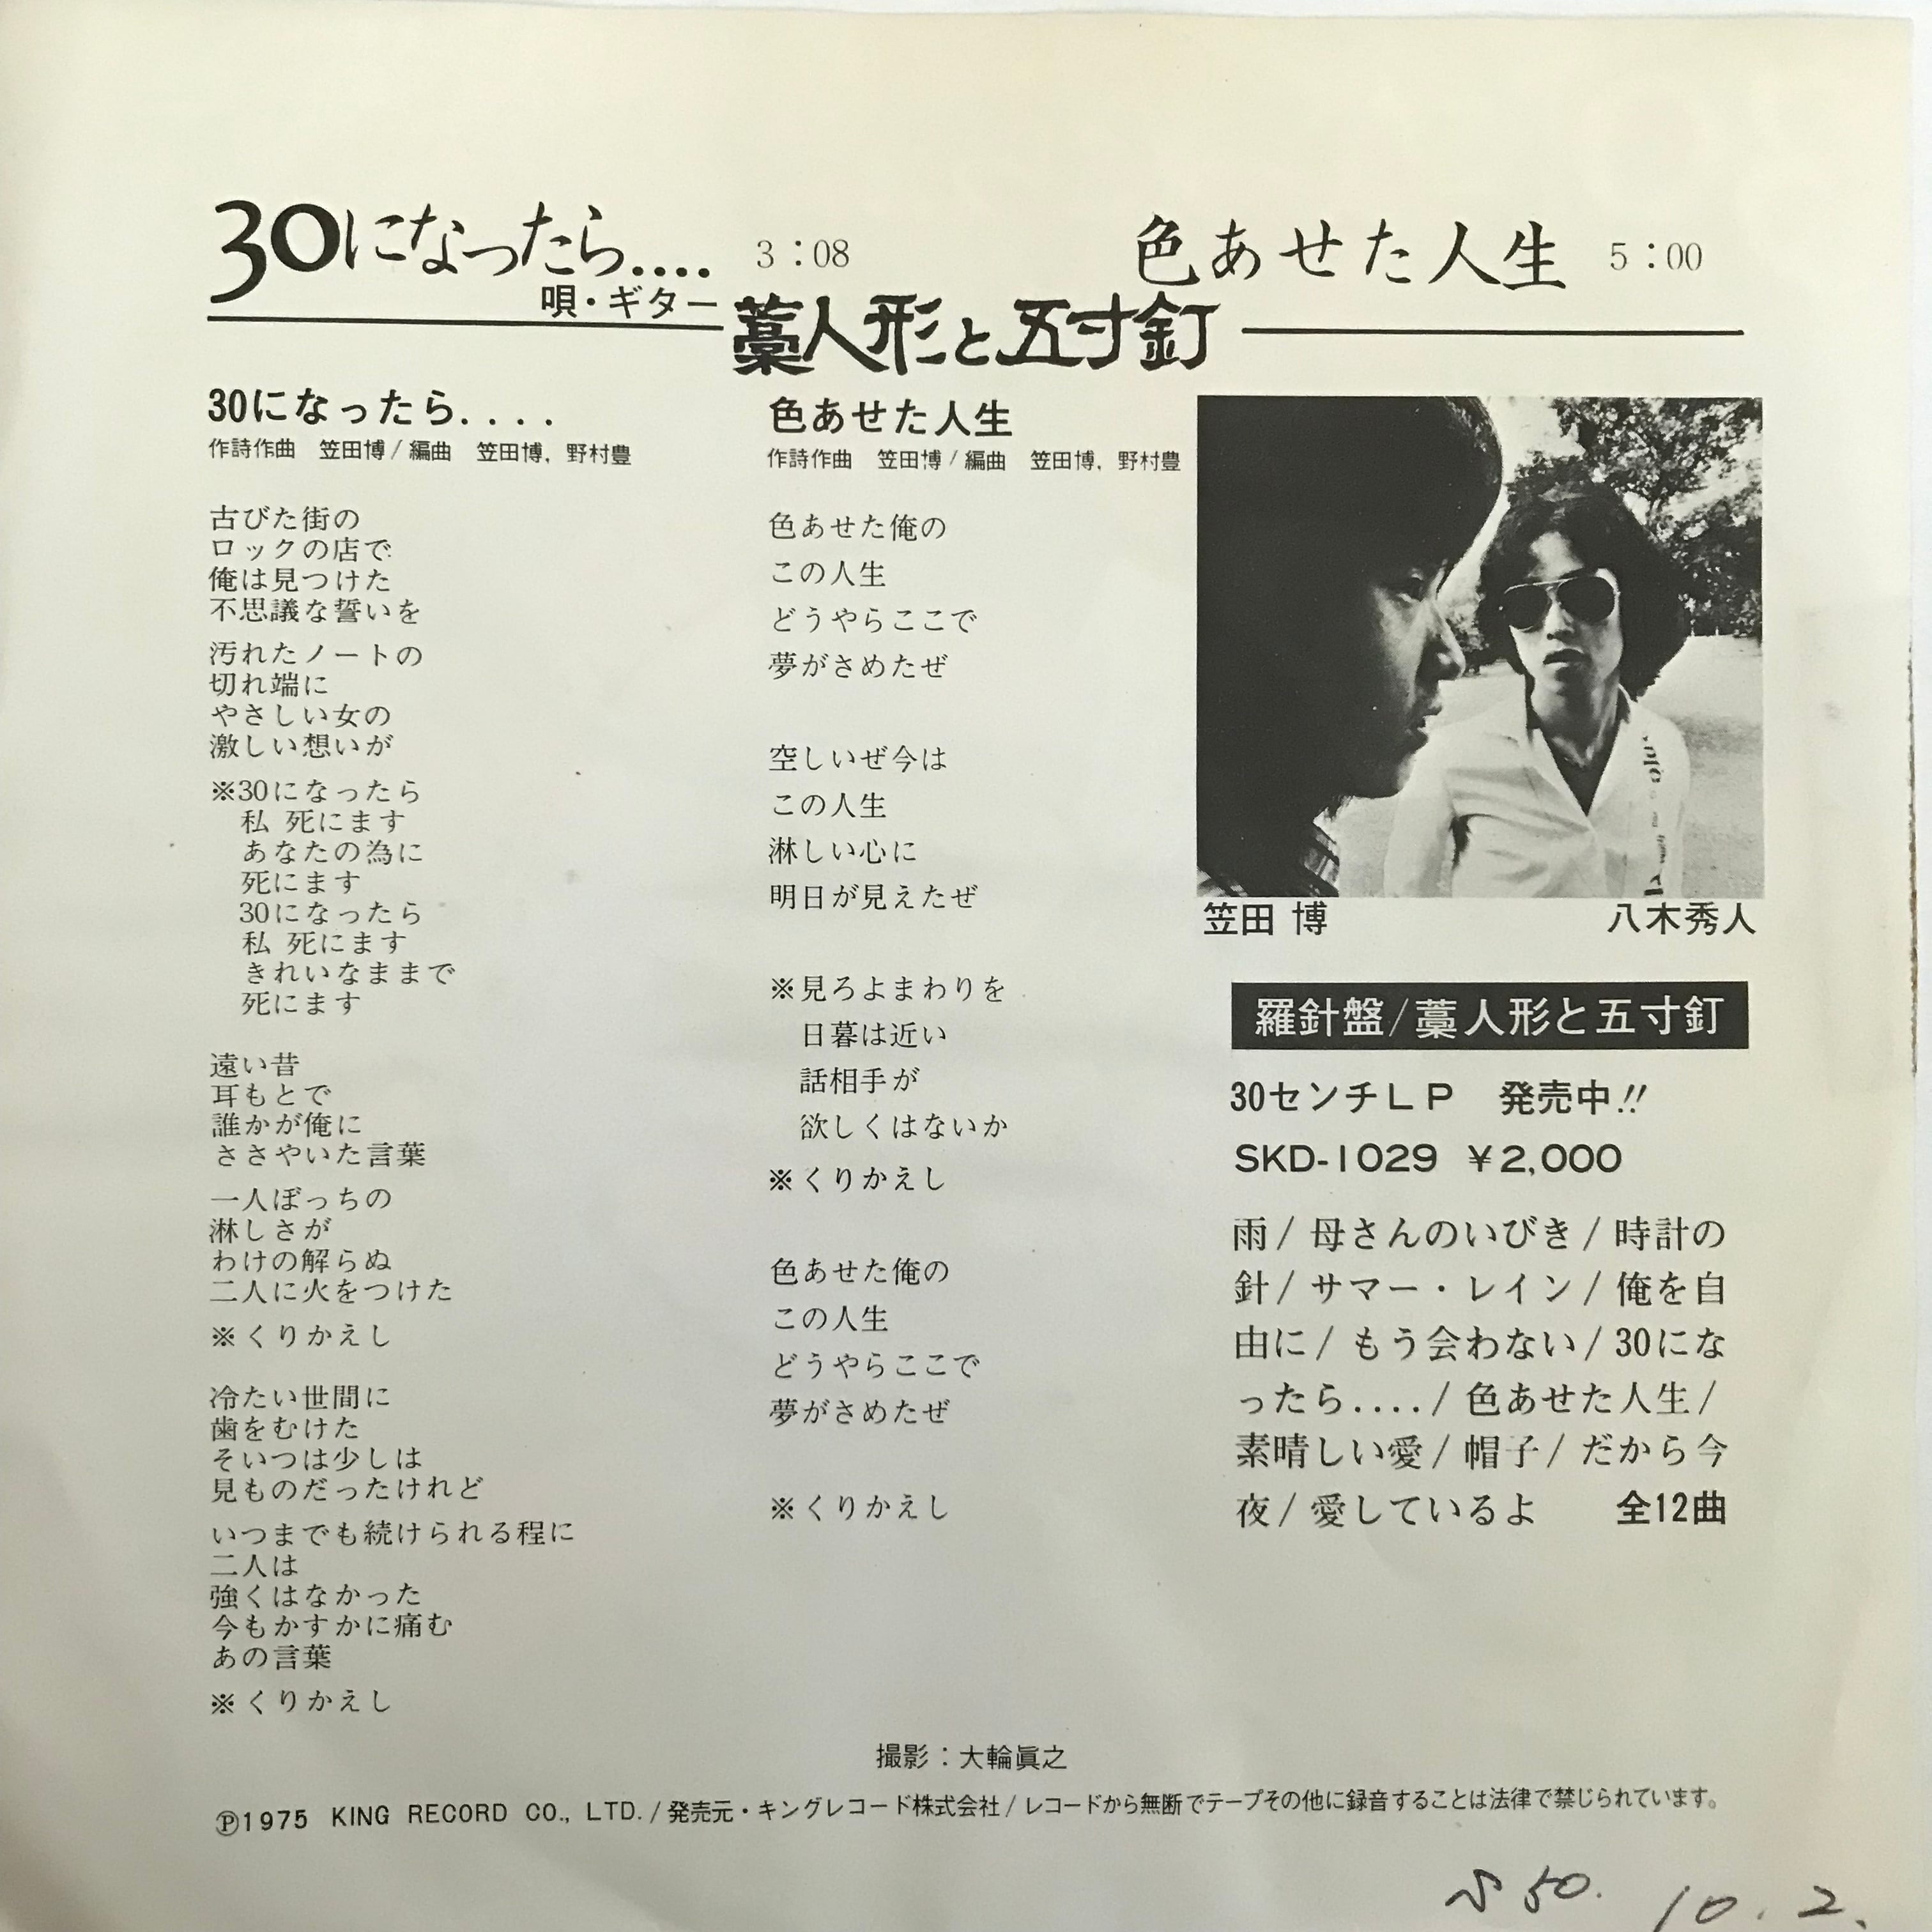 30になったら.... 3:08
色あせた人生 5:00
唄・ギター
藁人形と五寸釘
30になったら....
作詩作曲 笠田博/編曲 笠田博, 野村豊
古びた街の
ロックの店で
俺は見つけた
不思議な誓いを
汚れたノートの
切れ端に
やさしい女の
激しい想いが
※30になったら
私 死にます
あなたの為に
死にます
30になったら
私 死にます
きれいなままで
死にます
遠い昔
耳もとで
誰かが俺に
ささやいた言葉
一人ぼっちの
淋しさが
わけの解らぬ
二人に火をつけた
※くりかえし
冷たい世間に
歯をむけた
そいつは少しは
見ものだったけれど
いつまでも続けられる程に
二人は
強くはなかった
今もかすかに痛む
あの言葉
※くりかえし
色あせた人生
作詩作曲 笠田博/編曲 笠田博, 野村豊
色あせた俺の
この人生
どうやらここで
夢がさめたぜ
空しいぜ今は
この人生
淋しい心に
明日が見えたぜ
※見ろよまわりを
日暮は近い
話相手が
欲しくはないか
※くりかえし
色あせた俺の
この人生
どうやらここで
夢がさめたぜ
※くりかえし
笠田 博
八木秀人
羅針盤/藁人形と五寸釘
30センチLP 発売中!!
SKD-1029 ¥2,000
雨/母さんのいびき/時計の
針/サマー・レイン/俺を自
由に/もう会わない/30にな
ったら..../色あせた人生/
素晴しい愛/帽子/だから今
夜/愛しているよ 全12曲
撮影：大輪眞之
Ⓟ1975 KING RECORD CO., LTD./発売元・キングレコード株式会社/レコードから無断でテープその他に録音することは法律で禁じられています。
S50. 10. 2.